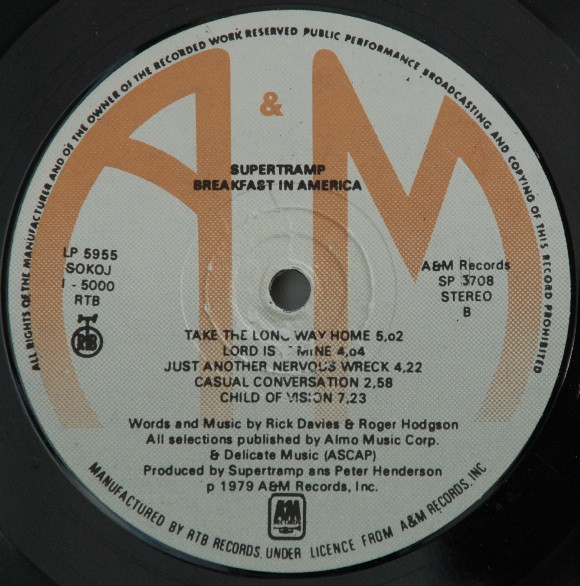 ALL RIGHTS OF THE MANUFACTURER AND OF THE OWNER OF THE RECORDED WORK RESERVED PUBLIC PERFORMANCE BROADCASTING AND COPYING OF THIS RECORD PROHIBITED
A & M
SUPERTRAMP
BREAKFAST IN AMERICA
LP 5955
SOKOJ
I - 5000
RTB
RTB
A&M Records
SP 3708
STEREO
B
TAKE THE LONG WAY HOME 5,o2
LORD IS MINE 4,o4
JUST ANOTHER NERVOUS WRECK 4,22
CASUAL CONVERSATION 2,58
CHILD OF VISION 7,23
Words and Music by Rick Davies & Roger Hodgson
All selections published by Almo Music Corp.
& Delicate Music (ASCAP)
Produced by Supertramp ans Peter Henderson
p 1979 A&M Records, Inc.
A&M
RECORDS
MANUFACTURED BY RTB RECORDS, UNDER LICENCE FROM A&M RECORDS, INC